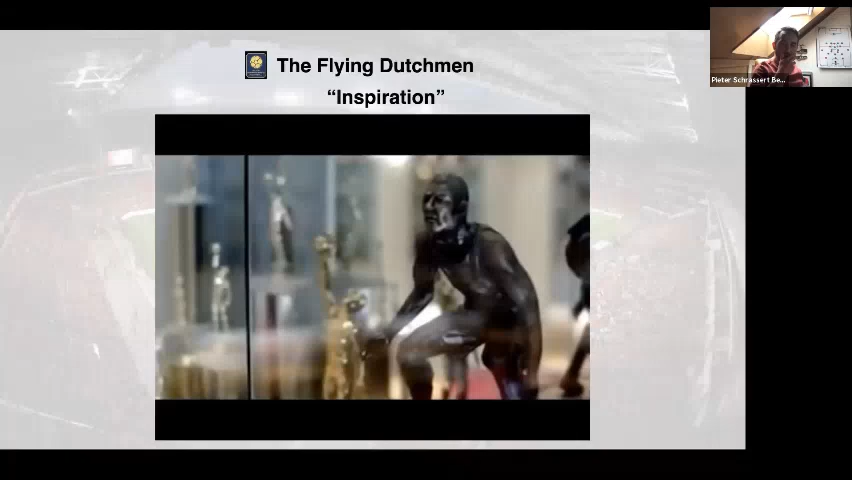 The Flying Dutchmen
“Inspiration”
Pieter Schrassert Be...